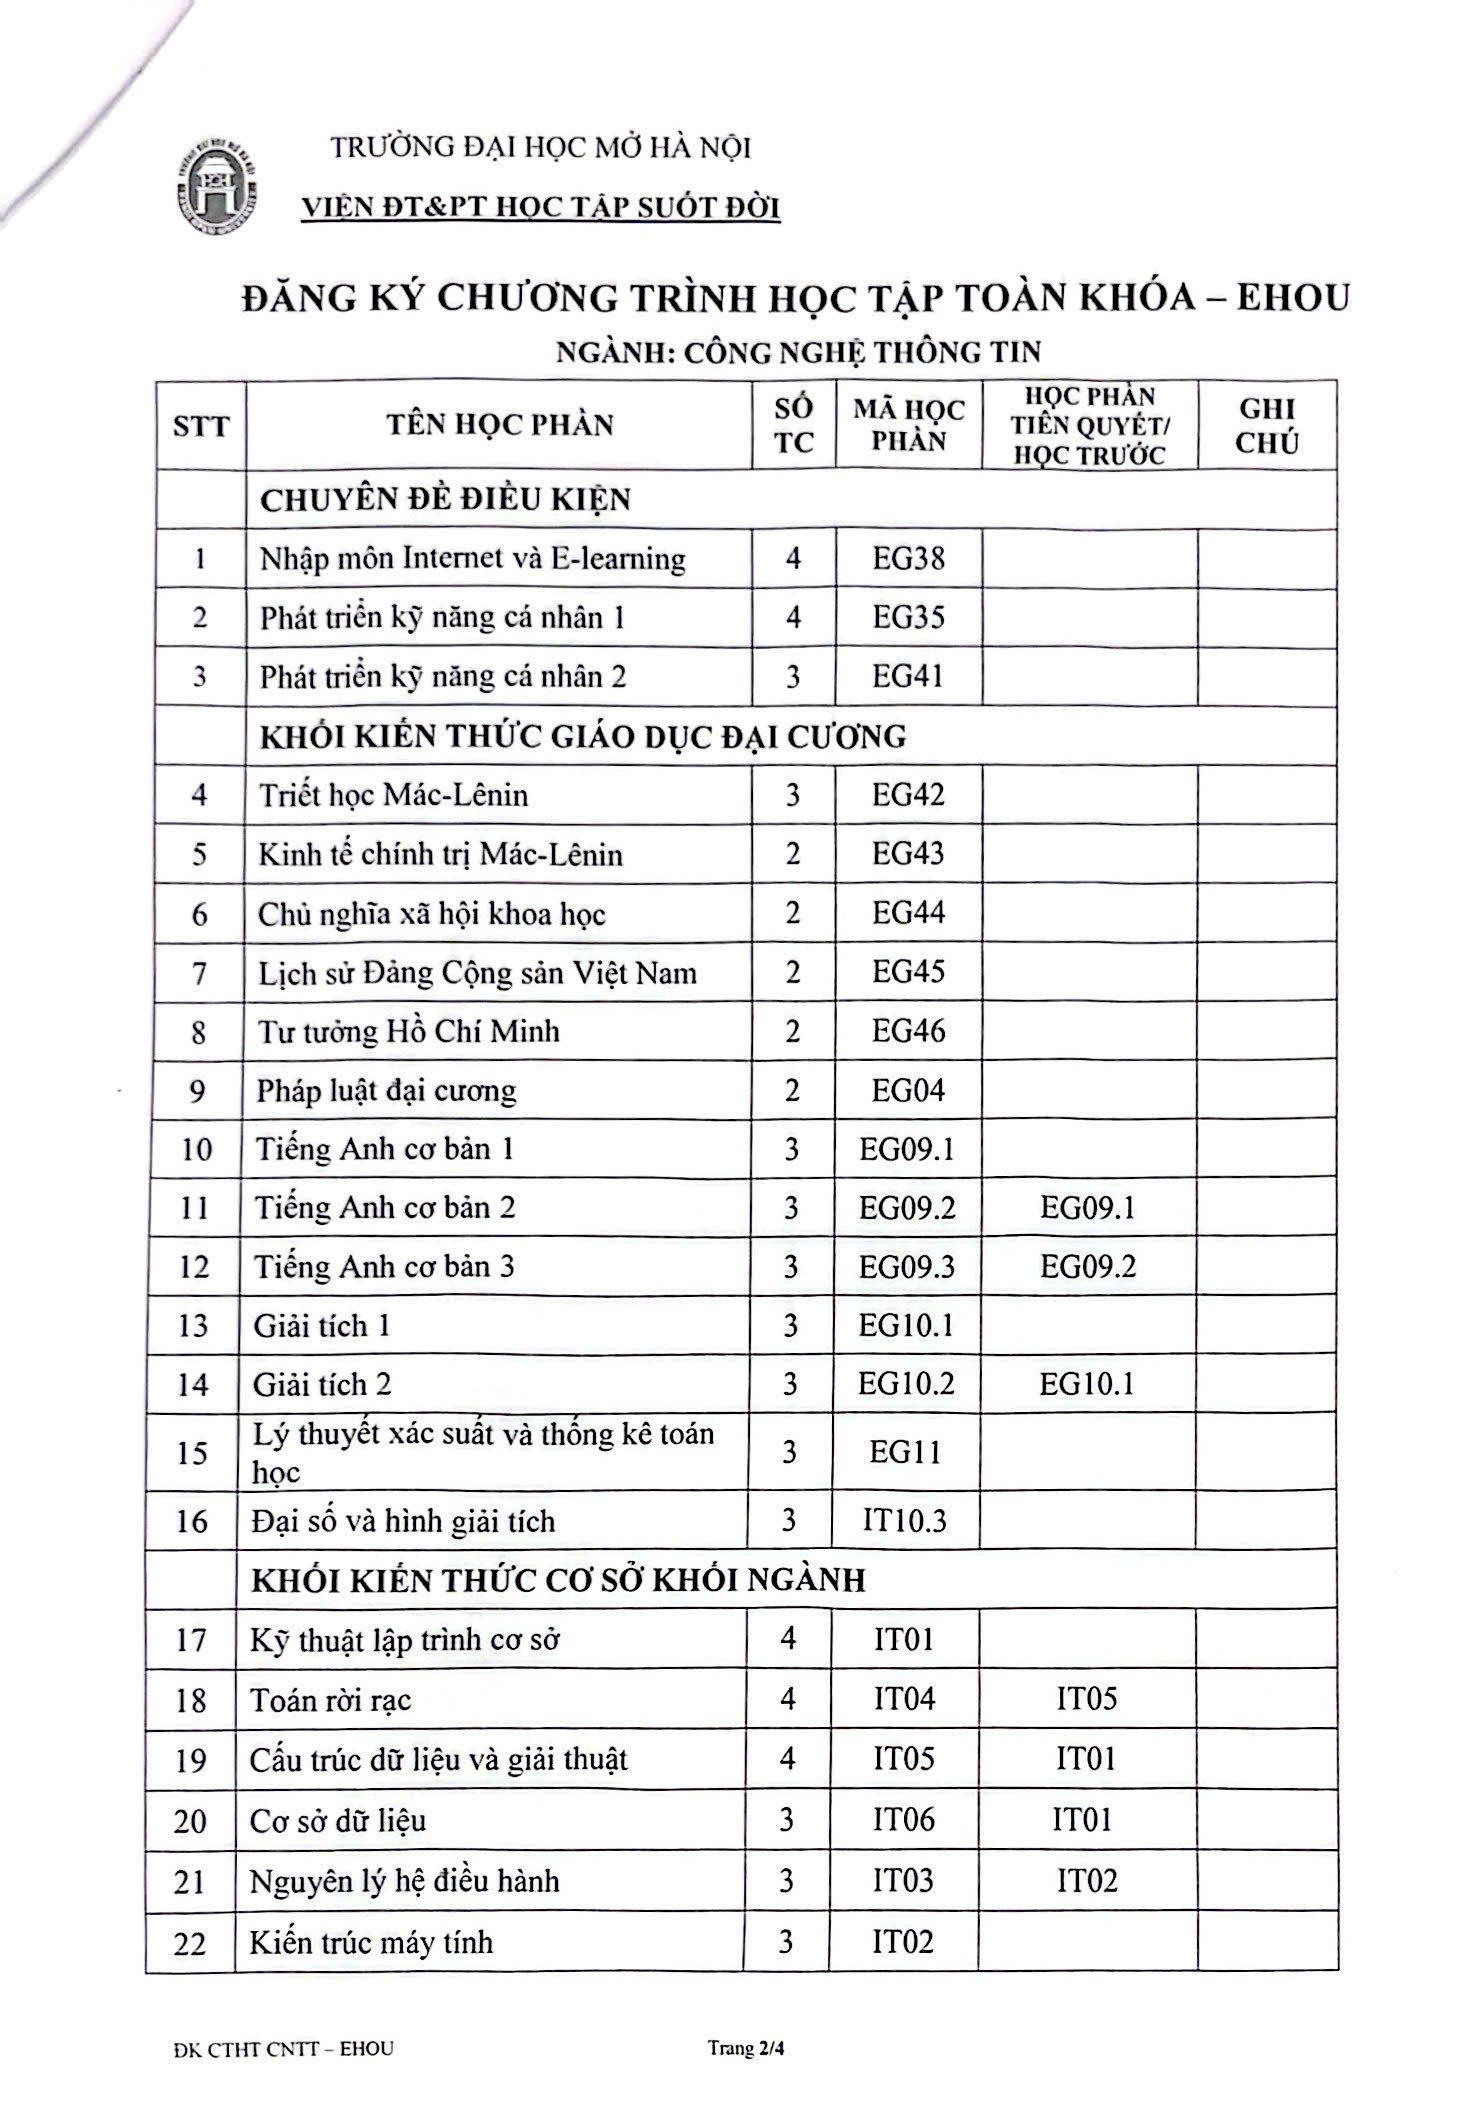 TRƯỜNG ĐẠI HỌC MỞ HÀ NỘI
VIỆN ĐT&PT HỌC TẬP SUỐT ĐỜI
ĐĂNG KÝ CHƯƠNG TRÌNH HỌC TẬP TOÀN KHÓA – EHOU
NGÀNH: CÔNG NGHỆ THÔNG TIN
STT TÊN HỌC PHẦN SỐ TC MÃ HỌC PHẦN HỌC PHẦN TIÊN QUYẾT/ HỌC TRƯỚC GHI CHÚ
CHUYÊN ĐỀ ĐIỀU KIỆN
1 Nhập môn Internet và E-learning 4 EG38
2 Phát triển kỹ năng cá nhân 1 4 EG35
3 Phát triển kỹ năng cá nhân 2 3 EG41
KHỐI KIẾN THỨC GIÁO DỤC ĐẠI CƯƠNG
4 Triết học Mác-Lênin 3 EG42
5 Kinh tế chính trị Mác-Lênin 2 EG43
6 Chủ nghĩa xã hội khoa học 2 EG44
7 Lịch sử Đảng Cộng sản Việt Nam 2 EG45
8 Tư tưởng Hồ Chí Minh 2 EG46
9 Pháp luật đại cương 2 EG04
10 Tiếng Anh cơ bản 1 3 EG09.1
11 Tiếng Anh cơ bản 2 3 EG09.2 EG09.1
12 Tiếng Anh cơ bản 3 3 EG09.3 EG09.2
13 Giải tích 1 3 EG10.1
14 Giải tích 2 3 EG10.2 EG10.1
15 Lý thuyết xác suất và thống kê toán học 3 EG11
16 Đại số và hình giải tích 3 IT10.3
KHỐI KIẾN THỨC CƠ SỞ KHỐI NGÀNH
17 Kỹ thuật lập trình cơ sở 4 IT01
18 Toán rời rạc 4 IT04 IT05
19 Cấu trúc dữ liệu và giải thuật 4 IT05 IT01
20 Cơ sở dữ liệu 3 IT06 IT01
21 Nguyên lý hệ điều hành 3 IT03 IT02
22 Kiến trúc máy tính 3 IT02
ĐK CTHT CNTT – EHOU Trang 2/4